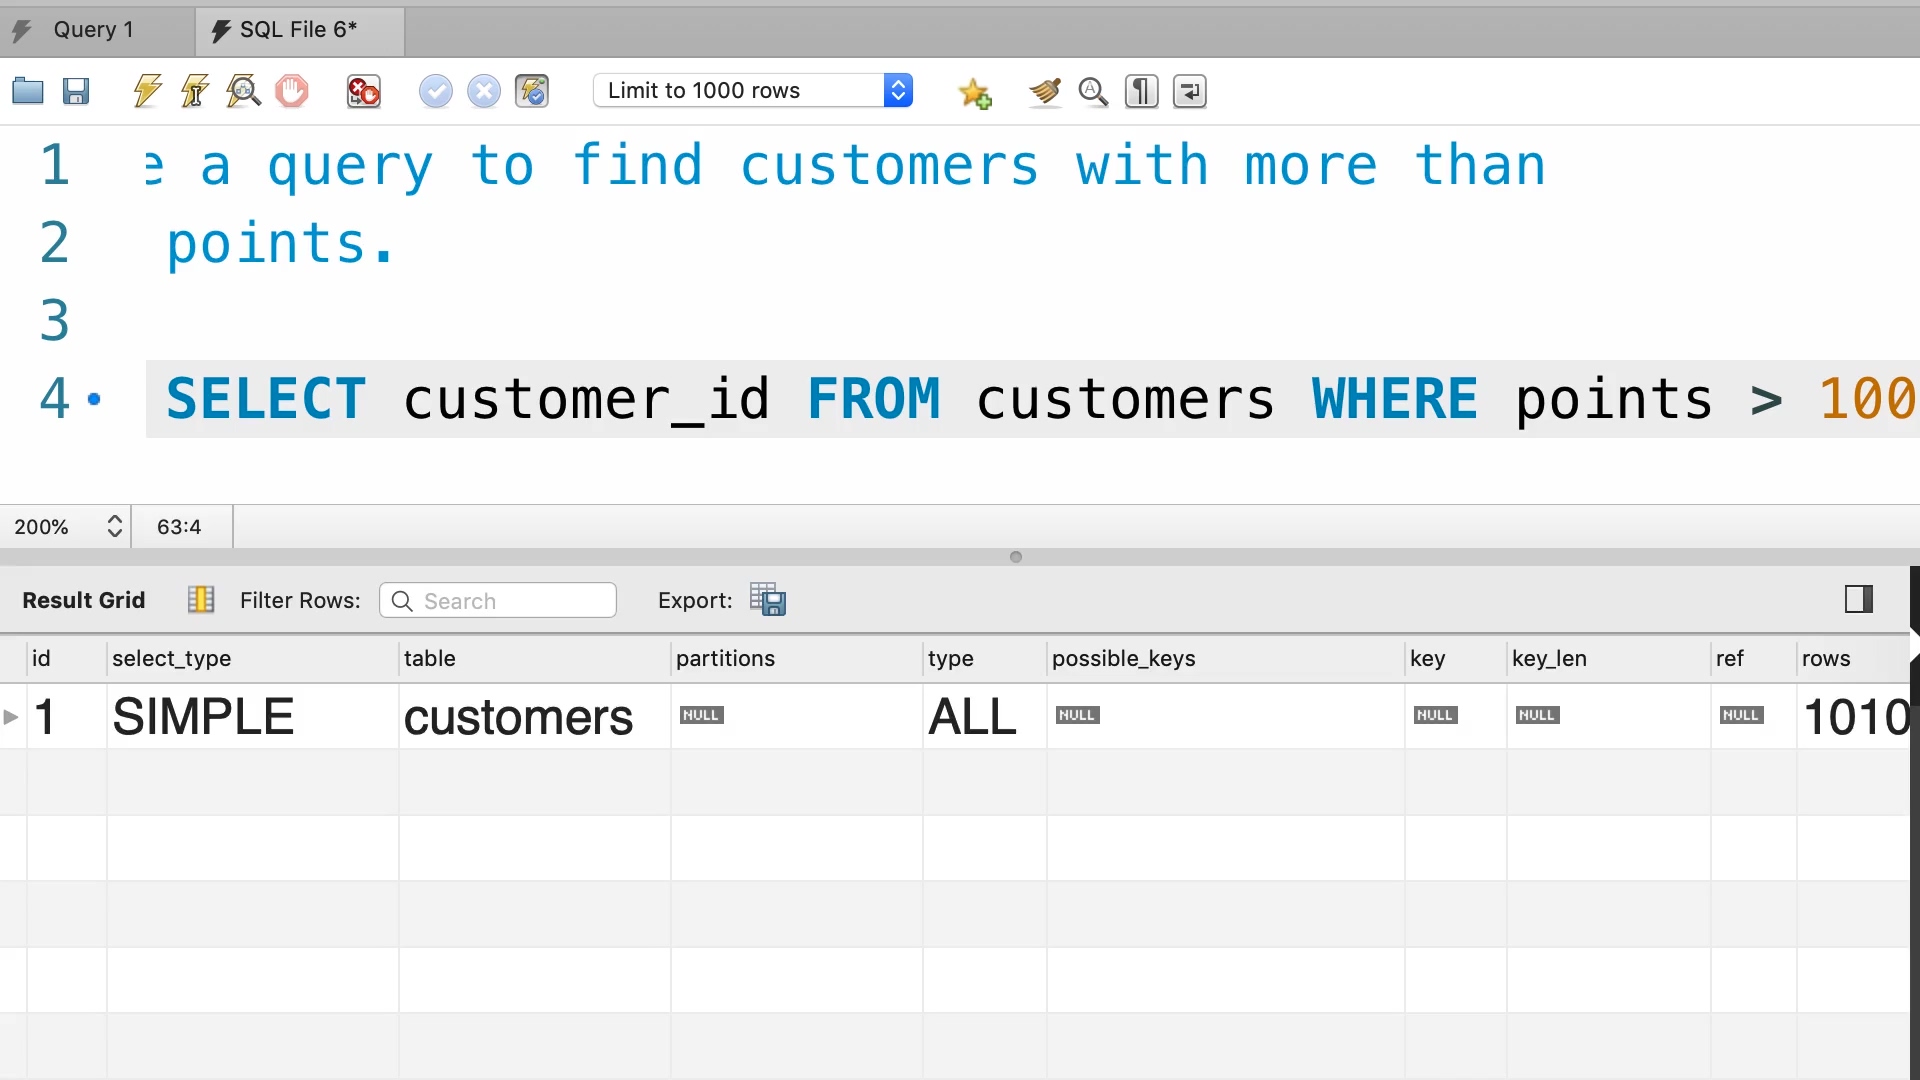 Query 1
SQL File 6*
Limit to 1000 rows
1 a query to find customers with more than
2 points.
3
4 SELECT customer_id FROM customers WHERE points > 100
200% 63:4
Result Grid Filter Rows: Search Export:
id select_type table partitions type possible_keys key key_len ref rows
1 SIMPLE customers NULL ALL NULL NULL NULL NULL 1010